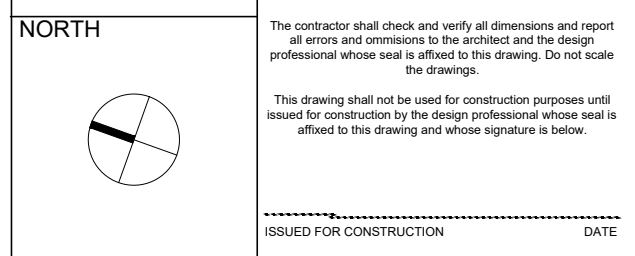 NORTH
The contractor shall check and verify all dimensions and report
all errors and ommisions to the architect and the design
professional whose seal is affixed to this drawing. Do not scale
the drawings.
This drawing shall not be used for construction purposes until
issued for construction by the design professional whose seal is
affixed to this drawing and whose signature is below.
ISSUED FOR CONSTRUCTION DATE